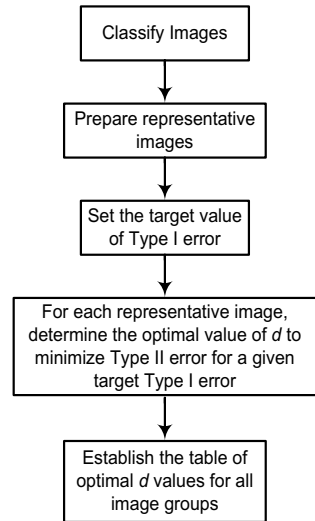 Classify Images
Prepare representative
images
Set the target value
of Type I error
For each representative image,
determine the optimal value of d to
minimize Type II error for a given
target Type I error
Establish the table of
optimal d values for all
image groups